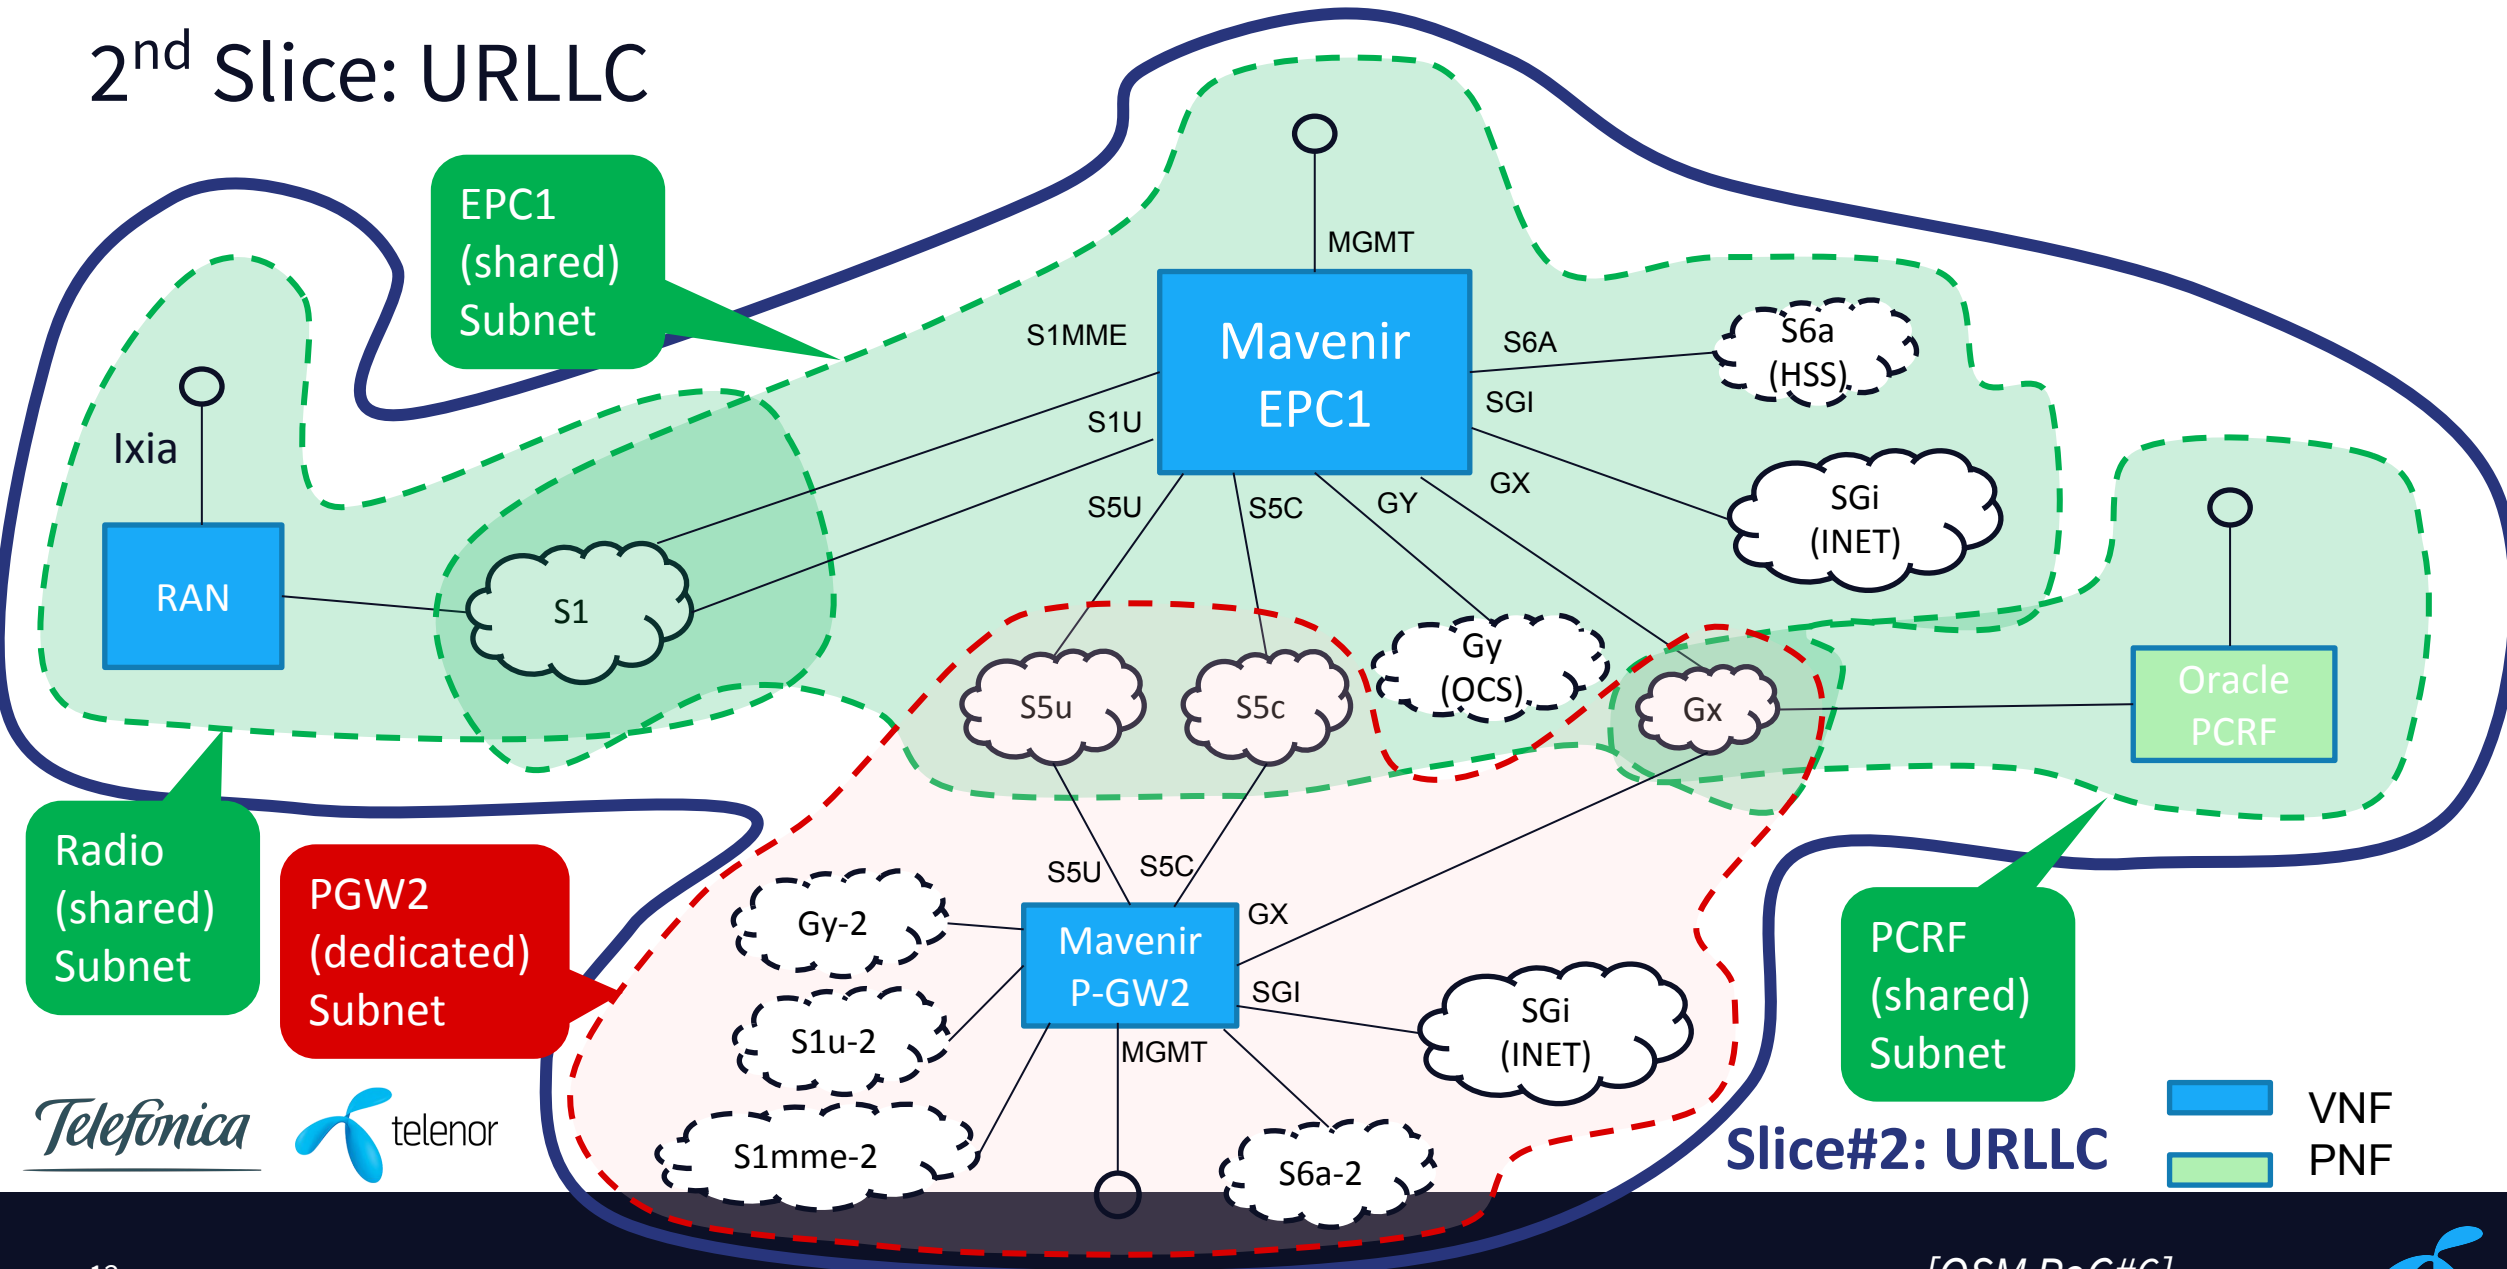 2nd Slice: URLLC
EPC1
(shared)
Subnet
MGMT
Mavenir
EPC1
S1MME
S1U
S6A
SGI
GX
S5U
S5C
GY
S6a
(HSS)
SGi
(INET)
Ixia
RAN
S1
S5u
S5c
Gy
(OCS)
Gx
Oracle
PCRF
Radio
(shared)
Subnet
PGW2
(dedicated)
Subnet
S5U
S5C
GX
SGI
MGMT
Mavenir
P-GW2
Gy-2
S1u-2
S1mme-2
S6a-2
SGi
(INET)
PCRF
(shared)
Subnet
Telefónica
telenor
Slice#2: URLLC
VNF
PNF
[OSM PoC#6]